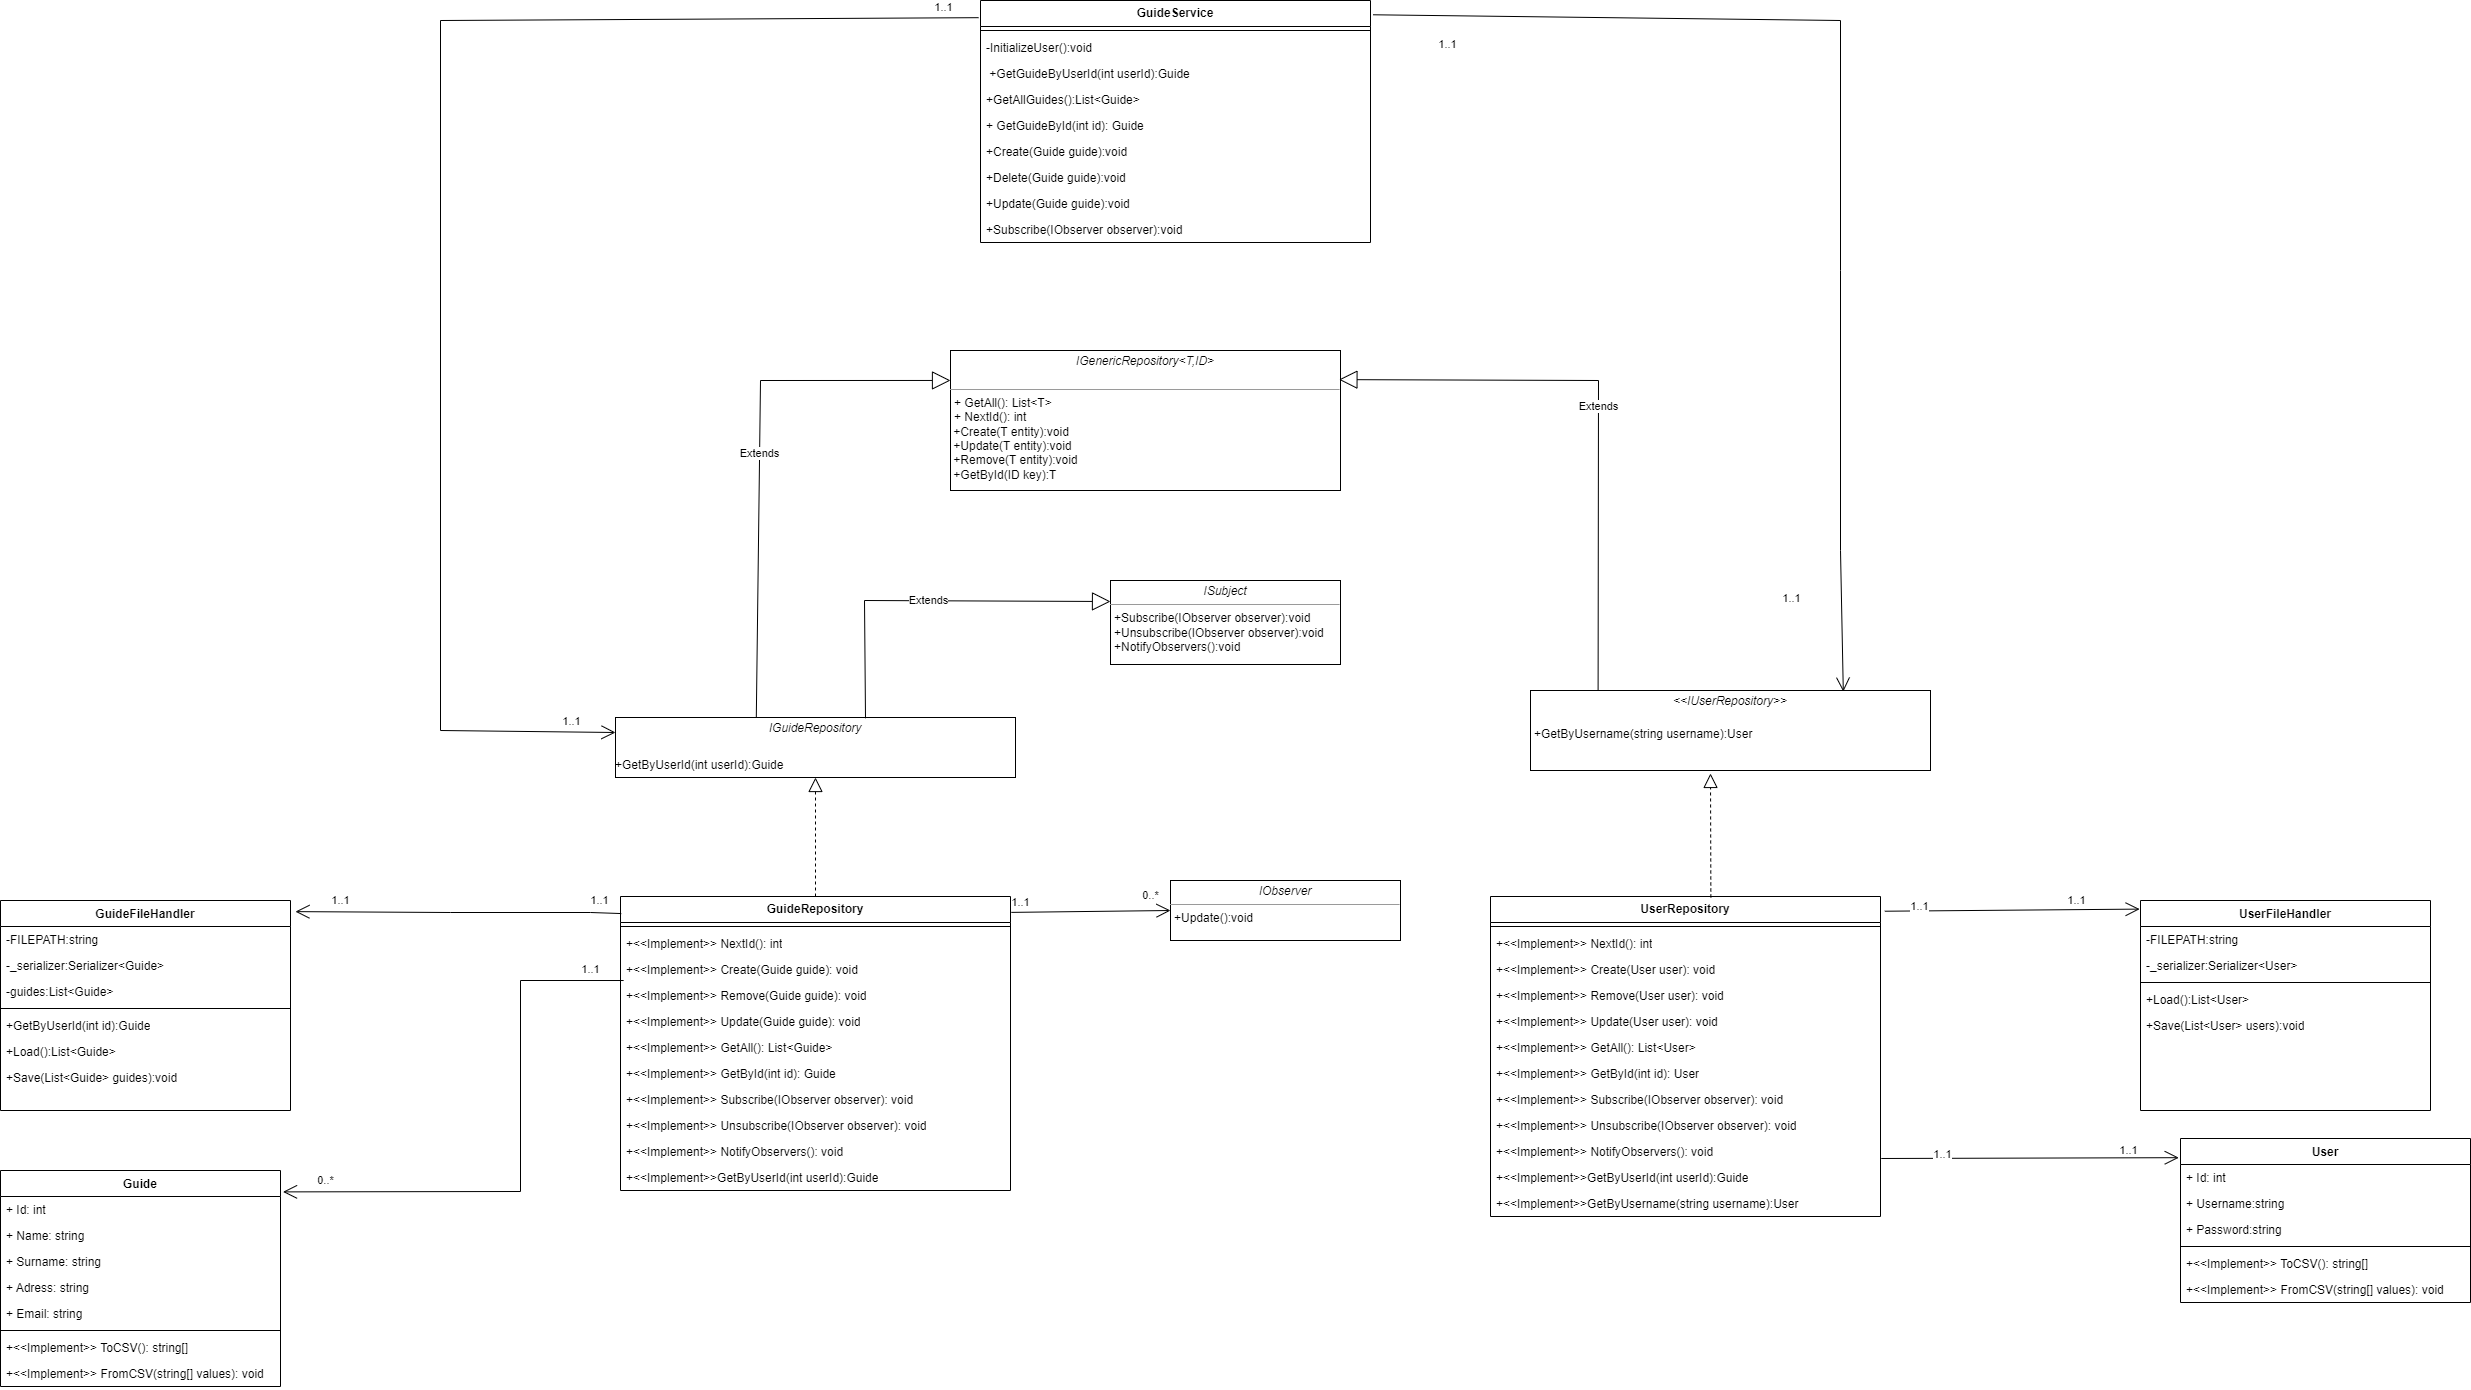 1..1
GuideService
1..1
-InitializeUser():void
+GetGuideByUserId(int userId):Guide
+GetAllGuides():List<Guide>
+ GetGuideById(int id): Guide
+Create(Guide guide):void
+Delete(Guide guide):void
+Update(Guide guide):void
+Subscribe(IObserver observer):void
IGenericRepository<T,ID>
+ GetAll(): List<T>
+ NextId(): int
+Create(T entity):void
+Update(T entity):void
+Remove(T entity):void
+GetById(ID key):T
Extends
Extends
Extends
ISubject
+Subscribe(IObserver observer):void
+Unsubscribe(IObserver observer):void
+NotifyObservers():void
1..1
1..1
IGuideRepository
+GetByUserId(int userId):Guide
<<IUserRepository>>
+GetByUsername(string username):User
1..1
1..1
GuideFileHandler
-FILEPATH:string
-_serializer:Serializer<Guide>
-guides:List<Guide>
+GetByUserId(int id):Guide
+Load():List<Guide>
+Save(List<Guide> guides):void
GuideRepository
+<<Implement>> NextId(): int
+<<Implement>> Create(Guide guide): void
+<<Implement>> Remove(Guide guide): void
+<<Implement>> Update(Guide guide): void
+<<Implement>> GetAll(): List<Guide>
+<<Implement>> GetById(int id): Guide
+<<Implement>> Subscribe(IObserver observer): void
+<<Implement>> Unsubscribe(IObserver observer): void
+<<Implement>> NotifyObservers(): void
+<<Implement>>GetByUserId(int userId):Guide
1..1
0..*
IObserver
+Update():void
1..1
0..*
Guide
+ Id: int
+ Name: string
+ Surname: string
+ Adress: string
+ Email: string
+<<Implement>> ToCSV(): string[]
+<<Implement>> FromCSV(string[] values): void
UserRepository
+<<Implement>> NextId(): int
+<<Implement>> Create(User user): void
+<<Implement>> Remove(User user): void
+<<Implement>> Update(User user): void
+<<Implement>> GetAll(): List<User>
+<<Implement>> GetById(int id): User
+<<Implement>> Subscribe(IObserver observer): void
+<<Implement>> Unsubscribe(IObserver observer): void
+<<Implement>> NotifyObservers(): void
+<<Implement>>GetByUserId(int userId):Guide
+<<Implement>>GetByUsername(string username):User
1..1
1..1
UserFileHandler
-FILEPATH:string
-_serializer:Serializer<User>
+Load():List<User>
+Save(List<User> users):void
1..1
1..1
User
+ Id: int
+ Username:string
+ Password:string
+<<Implement>> ToCSV(): string[]
+<<Implement>> FromCSV(string[] values): void